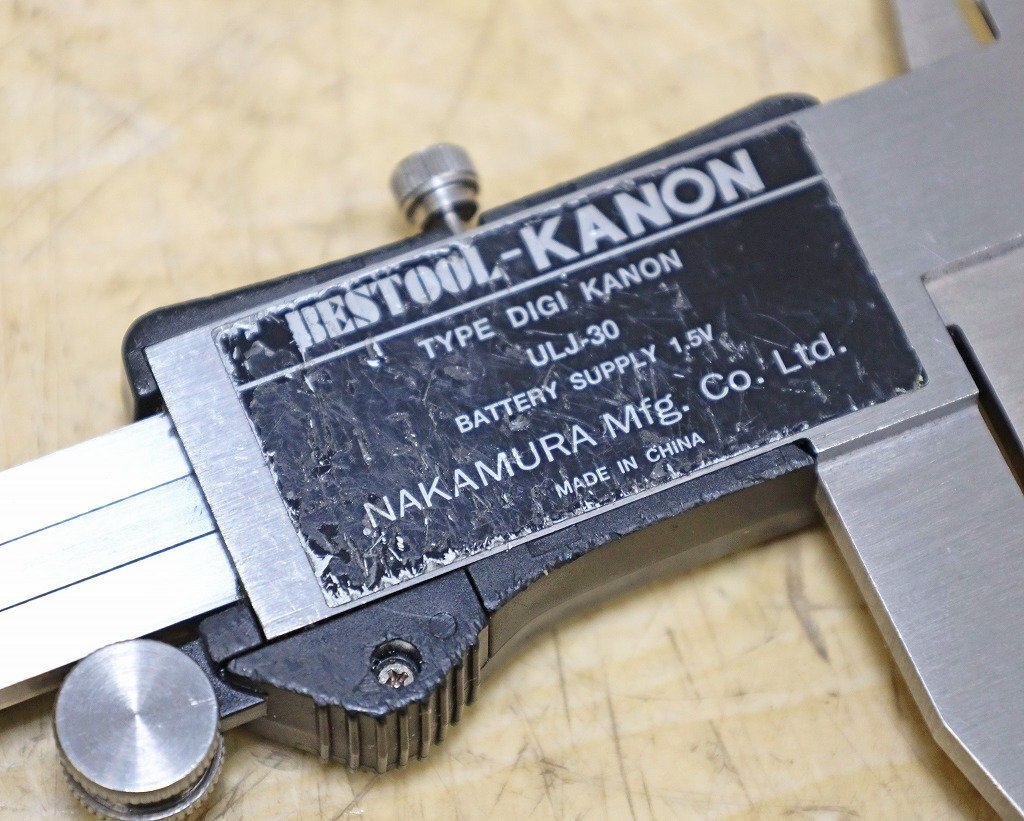 BESTOOL-KANON
TYPE DIGI KANON
ULJ-30
BATTERY SUPPLY 1.5V
NAKAMURA Mfg. Co. Ltd.
MADE IN CHINA